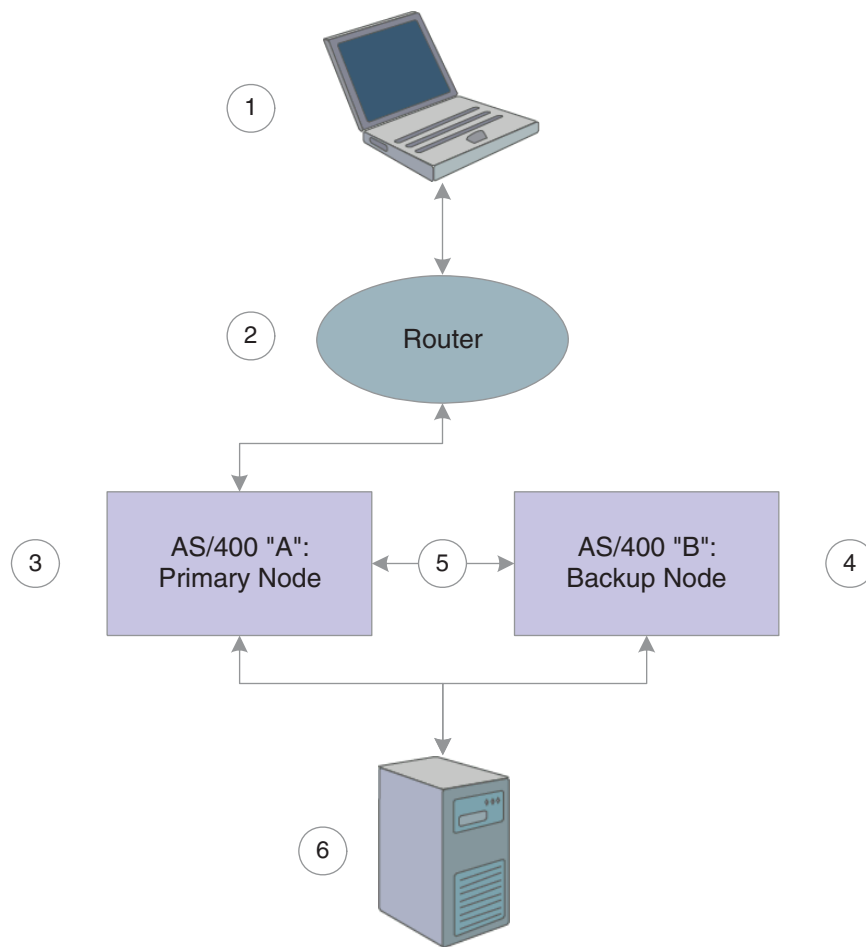 1
2
Router
3
AS/400 "A":
Primary Node
5
AS/400 "B":
Backup Node
4
6